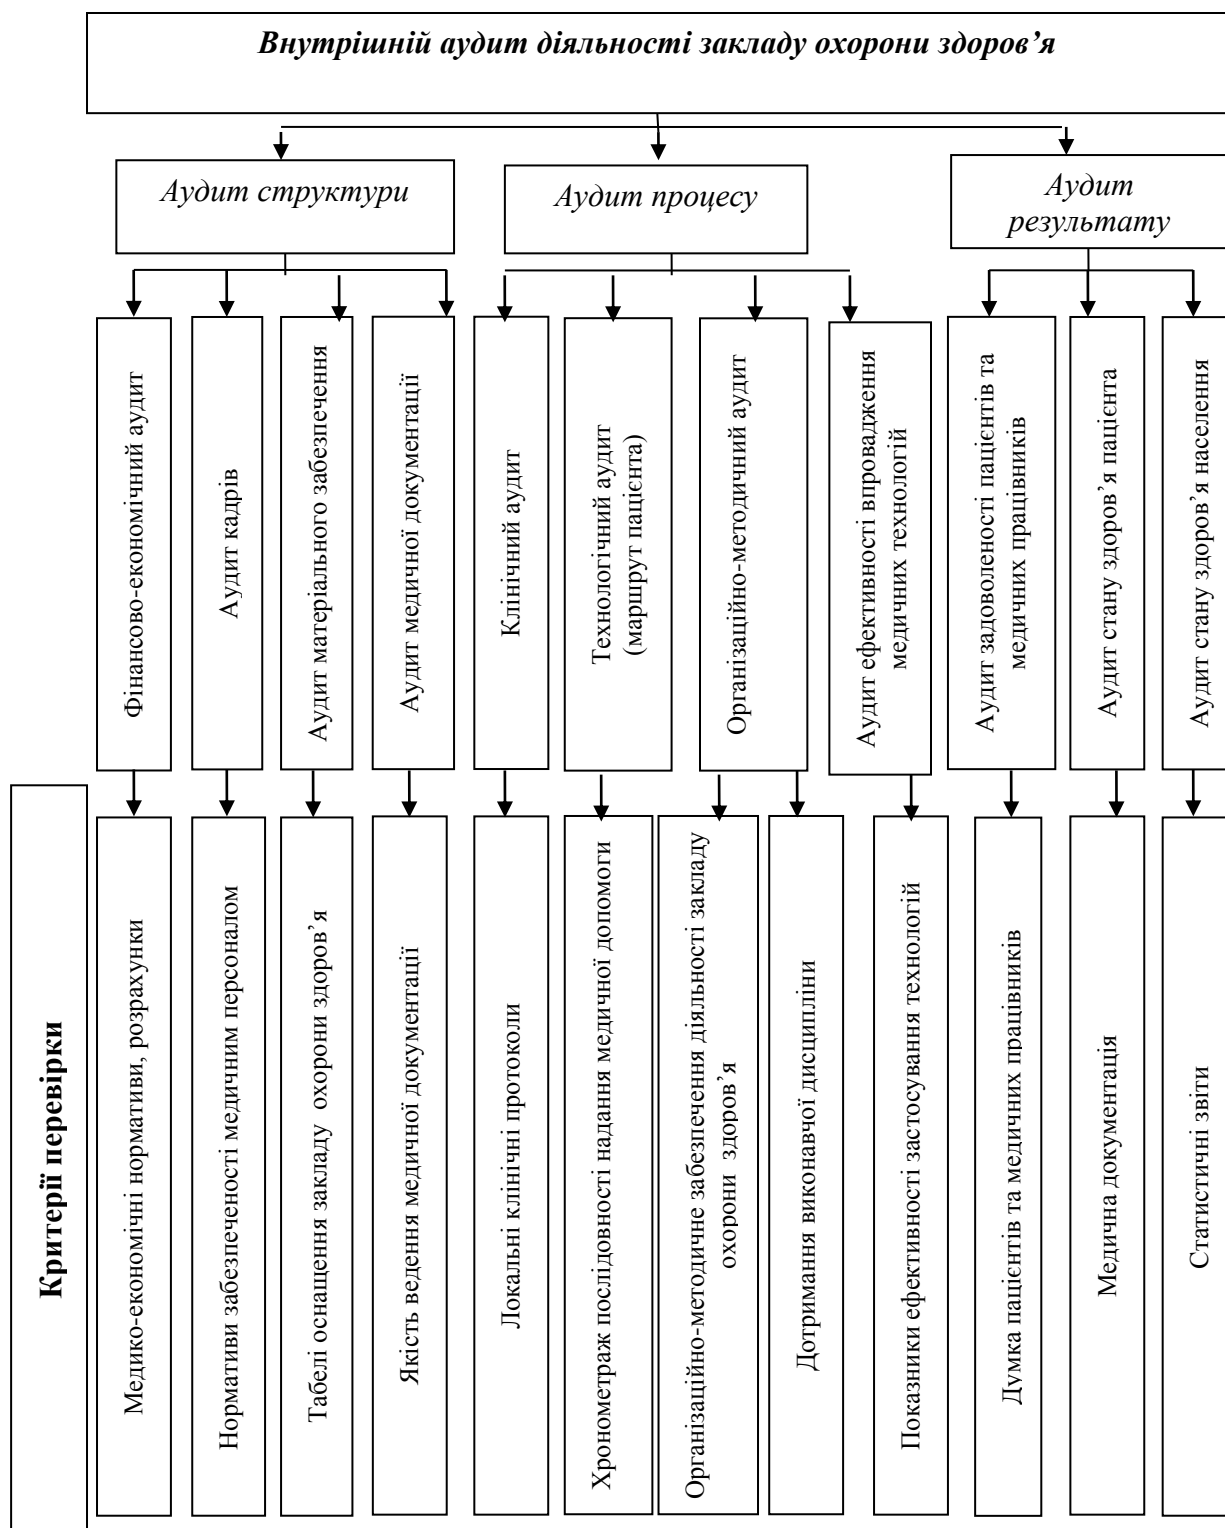 Внутрішній аудит діяльності закладу охорони здоров’я
Аудит структури
Аудит процесу
Аудит
результату
Фінансово-економічний аудит
Аудит кадрів
Аудит матеріального забезпечення
Аудит медичної документації
Клінічний аудит
Технологічний аудит
(маршрут пацієнта)
Організаційно-методичний аудит
Аудит ефективності впровадження
медичних технологій
Аудит задоволеності пацієнтів та
медичних працівників
Аудит стану здоров’я пацієнта
Аудит стану здоров’я населення
Критерії перевірки
Медико-економічні нормативи, розрахунки
Нормативи забезпеченості медичним персоналом
Табелі оснащення закладу охорони здоров’я
Якість ведення медичної документації
Локальні клінічні протоколи
Хронометраж послідовності надання медичної допомоги
Організаційно-методичне забезпечення діяльності закладу
охорони здоров’я
Дотримання виконавчої дисципліни
Показники ефективності застосування технологій
Думка пацієнтів та медичних працівників
Медична документація
Статистичні звіти